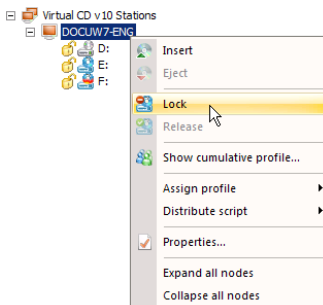 Virtual CD v10 Stations
DOCUW7-ENG
D:
E:
F:
Insert
Eject
Lock
Release
Show cumulative profile...
Assign profile
Distribute script
Properties...
Expand all nodes
Collapse all nodes